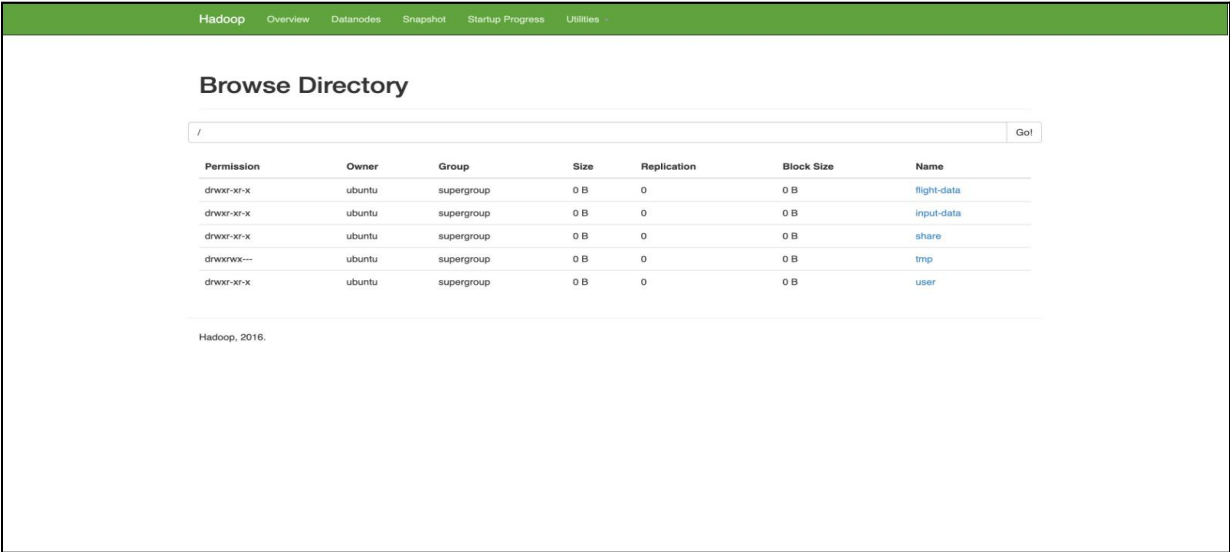 Hadoop Overview Datanodes Snapshot Startup Progress Utilities
Browse Directory
/ Go!
Permission Owner Group Size Replication Block Size Name
drwxr-xr-x ubuntu supergroup 0 B 0 0 B flight-data
drwxr-xr-x ubuntu supergroup 0 B 0 0 B input-data
drwxr-xr-x ubuntu supergroup 0 B 0 0 B share
drwxrwx--- ubuntu supergroup 0 B 0 0 B tmp
drwxr-xr-x ubuntu supergroup 0 B 0 0 B user
Hadoop, 2016.